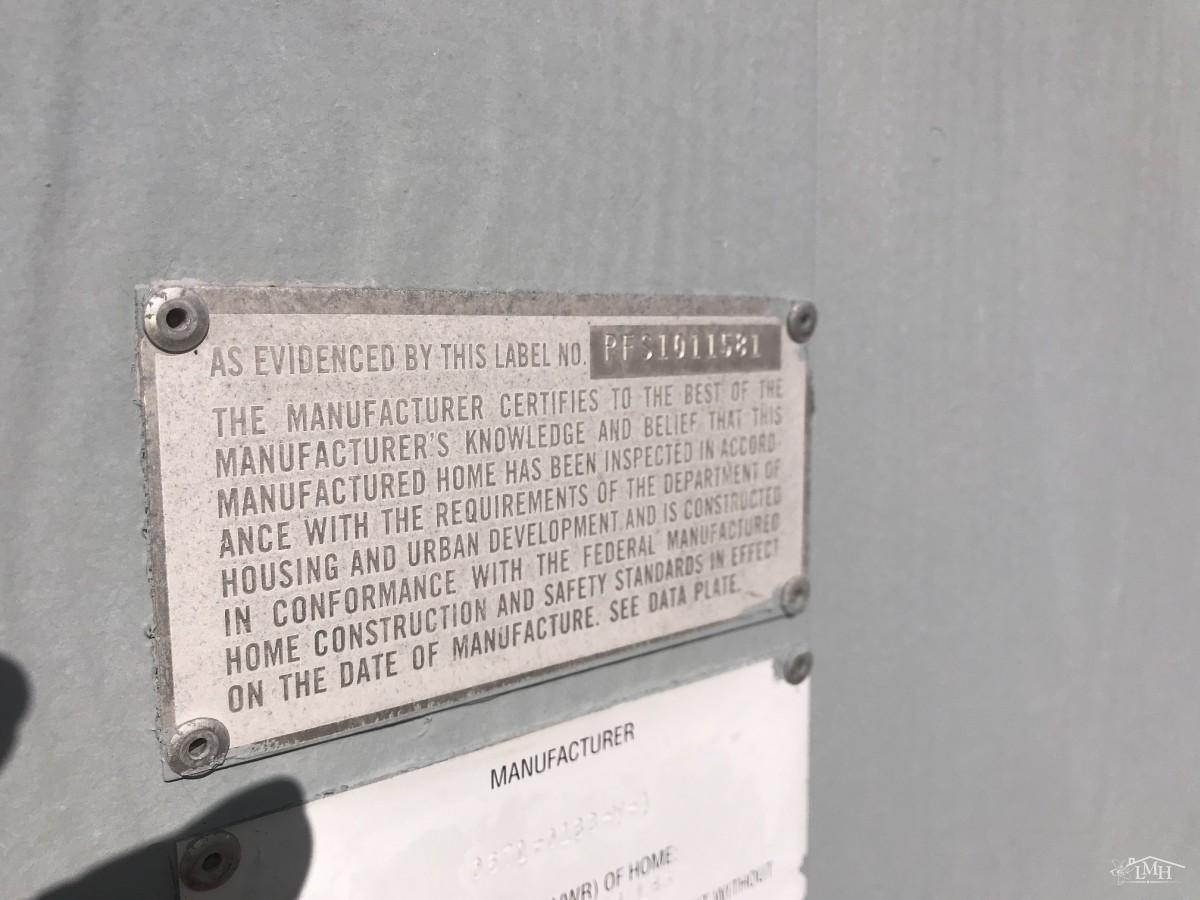 AS EVIDENCED BY THIS LABEL NO. PFS1011581
THE MANUFACTURER CERTIFIES TO THE BEST OF THE
MANUFACTURER'S KNOWLEDGE AND BELIEF THAT THIS
MANUFACTURED HOME HAS BEEN INSPECTED IN ACCORD-
ANCE WITH THE REQUIREMENTS OF THE DEPARTMENT OF
HOUSING AND URBAN DEVELOPMENT AND IS CONSTRUCTED
IN CONFORMANCE WITH THE FEDERAL MANUFACTURED
HOME CONSTRUCTION AND SAFETY STANDARDS IN EFFECT
ON THE DATE OF MANUFACTURE. SEE DATA PLATE.
MANUFACTURER
OF HOME:
WITHOUT
LMH